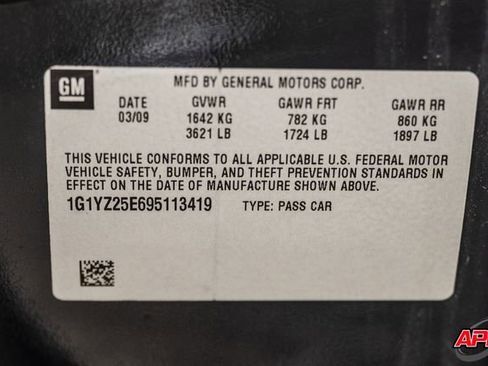 GM
MFD BY GENERAL MOTORS CORP.
DATE GVWR GAWR FRT GAWR RR
03/09 1642 KG 782 KG 860 KG
3621 LB 1724 LB 1897 LB
THIS VEHICLE CONFORMS TO ALL APPLICABLE U.S. FEDERAL MOTOR
VEHICLE SAFETY, BUMPER, AND THEFT PREVENTION STANDARDS IN
EFFECT ON THE DATE OF MANUFACTURE SHOWN ABOVE.
1G1YZ25E695113419 TYPE: PASS CAR